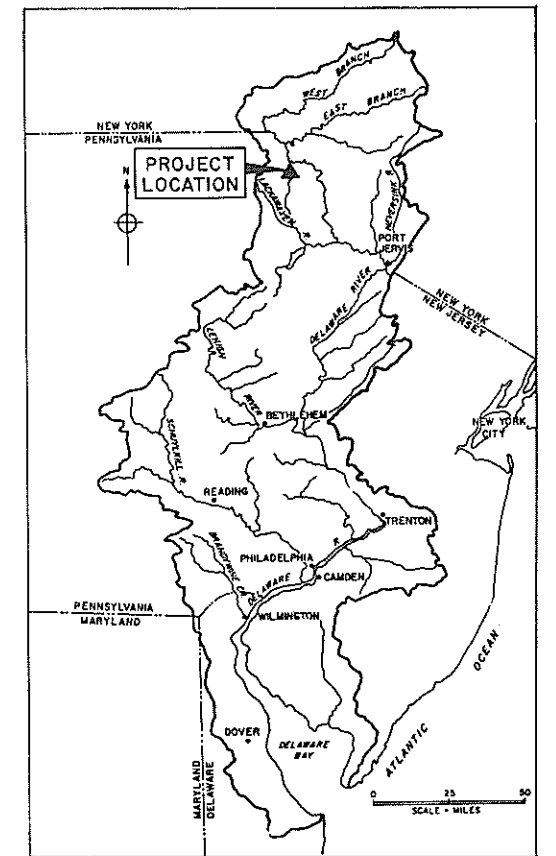 WEST BRANCH
EAST BRANCH
NEW YORK
PENNSYLVANIA
PROJECT
LOCATION
N
LACKAWAXEN R.
NEVERSINK R.
PORT
JERVIS
DELAWARE RIVER
NEW YORK
NEW JERSEY
LEHIGH
RIVER
BETHLEHEM
NEW YORK
CITY
SCHUYLKILL R.
READING
TRENTON
PHILADELPHIA
CAMDEN
BRANDYWINE CR.
DELAWARE R.
PENNSYLVANIA
MARYLAND
WILMINGTON
ATLANTIC OCEAN
DOVER
DELAWARE
BAY
MARYLAND
DELAWARE
0 25 50
SCALE - MILES